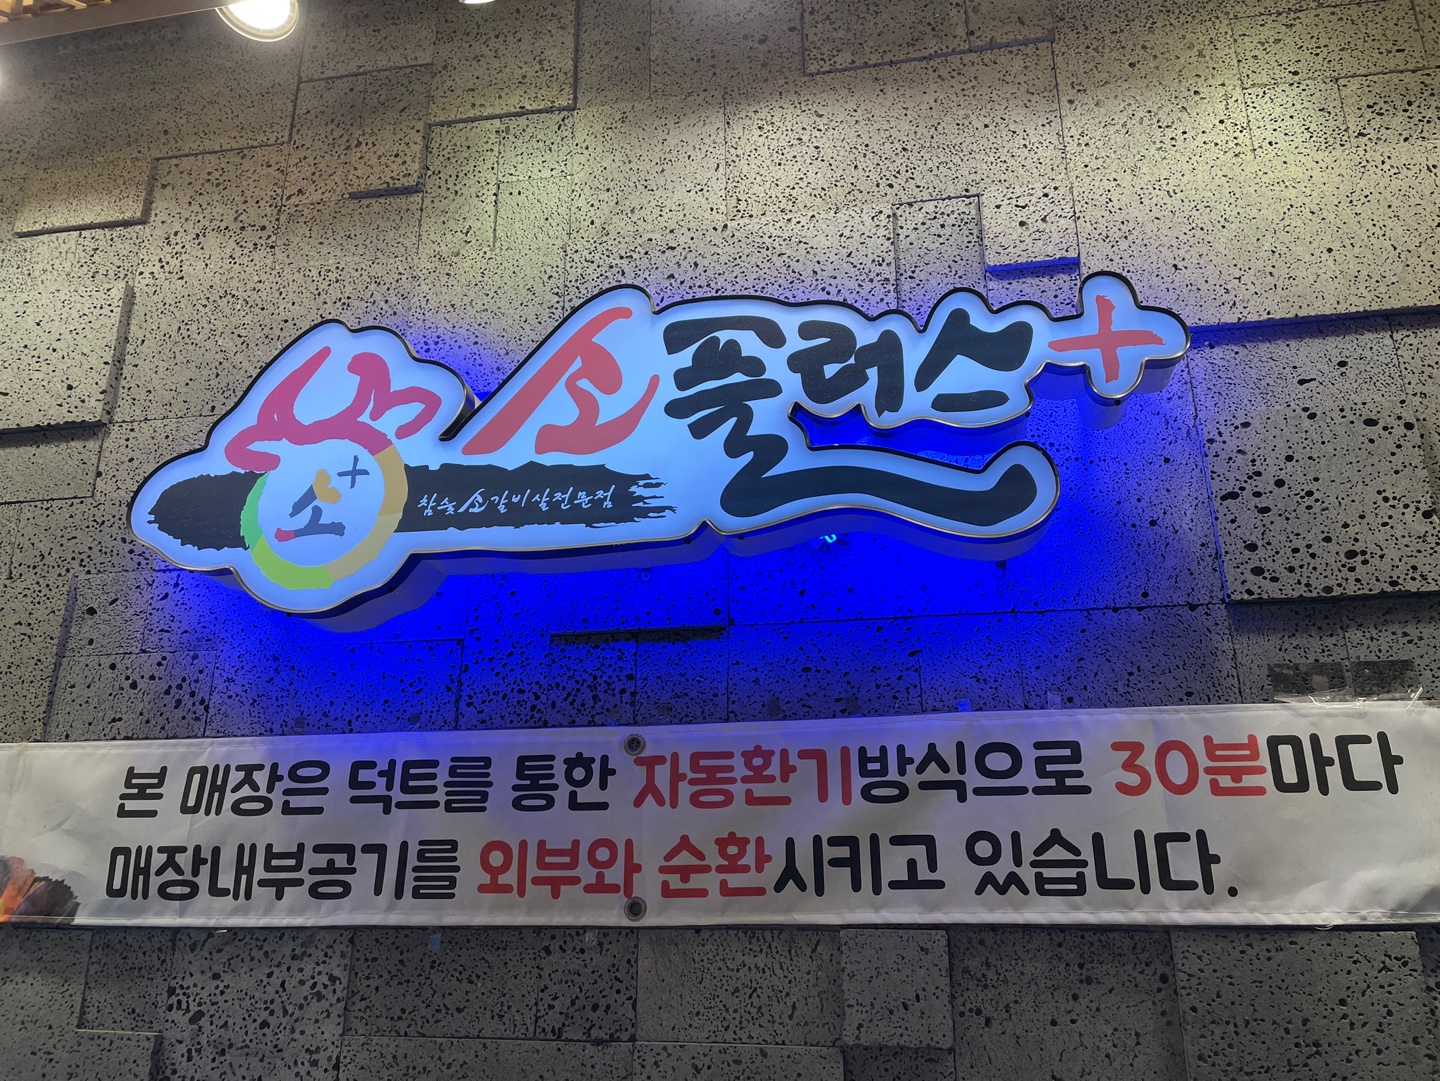 소플러스+
소+
참숯소갈비살전문점
본 매장은 덕트를 통한 자동환기방식으로 30분마다
매장내부공기를 외부와 순환시키고 있습니다.